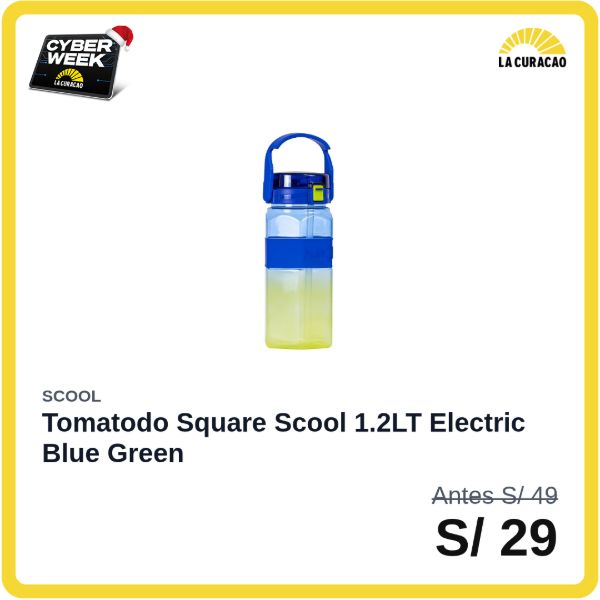 CYBER
WEEK
LA CURACAO
LA CURACAO
SCOOL
Tomatodo Square Scool 1.2LT Electric
Blue Green
Antes S/ 49
S/ 29